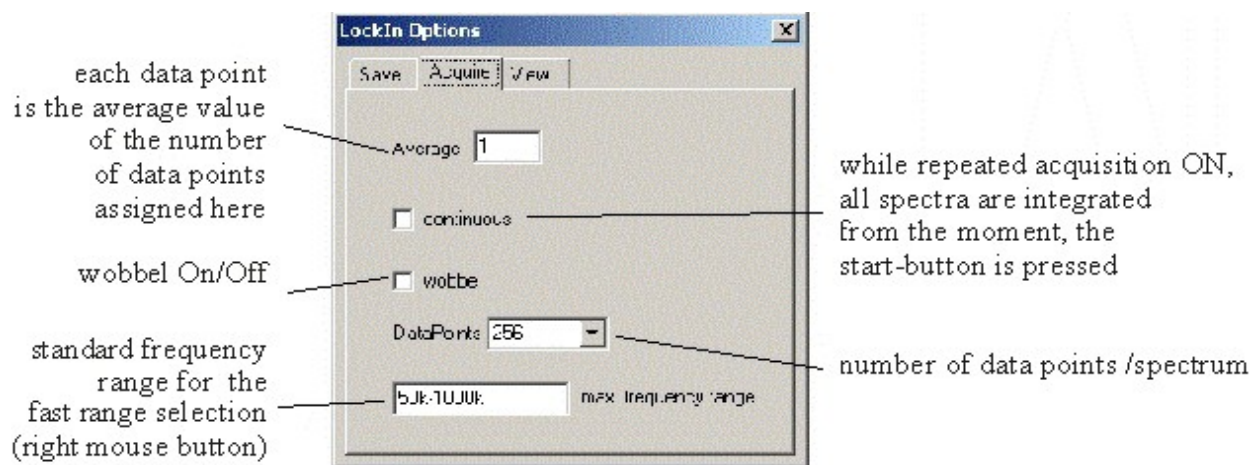 LockIn Options
Save Acquire View
each data point
is the average value
of the number
of data points
assigned here
Average 1
continuous
while repeated acquisition ON,
all spectra are integrated
from the moment, the
start-button is pressed
wobbel On/Off
wobbe
DataPoints 256
number of data points /spectrum
standard frequency
range for the
fast range selection
(right mouse button)
50k-1000k max. frequency range